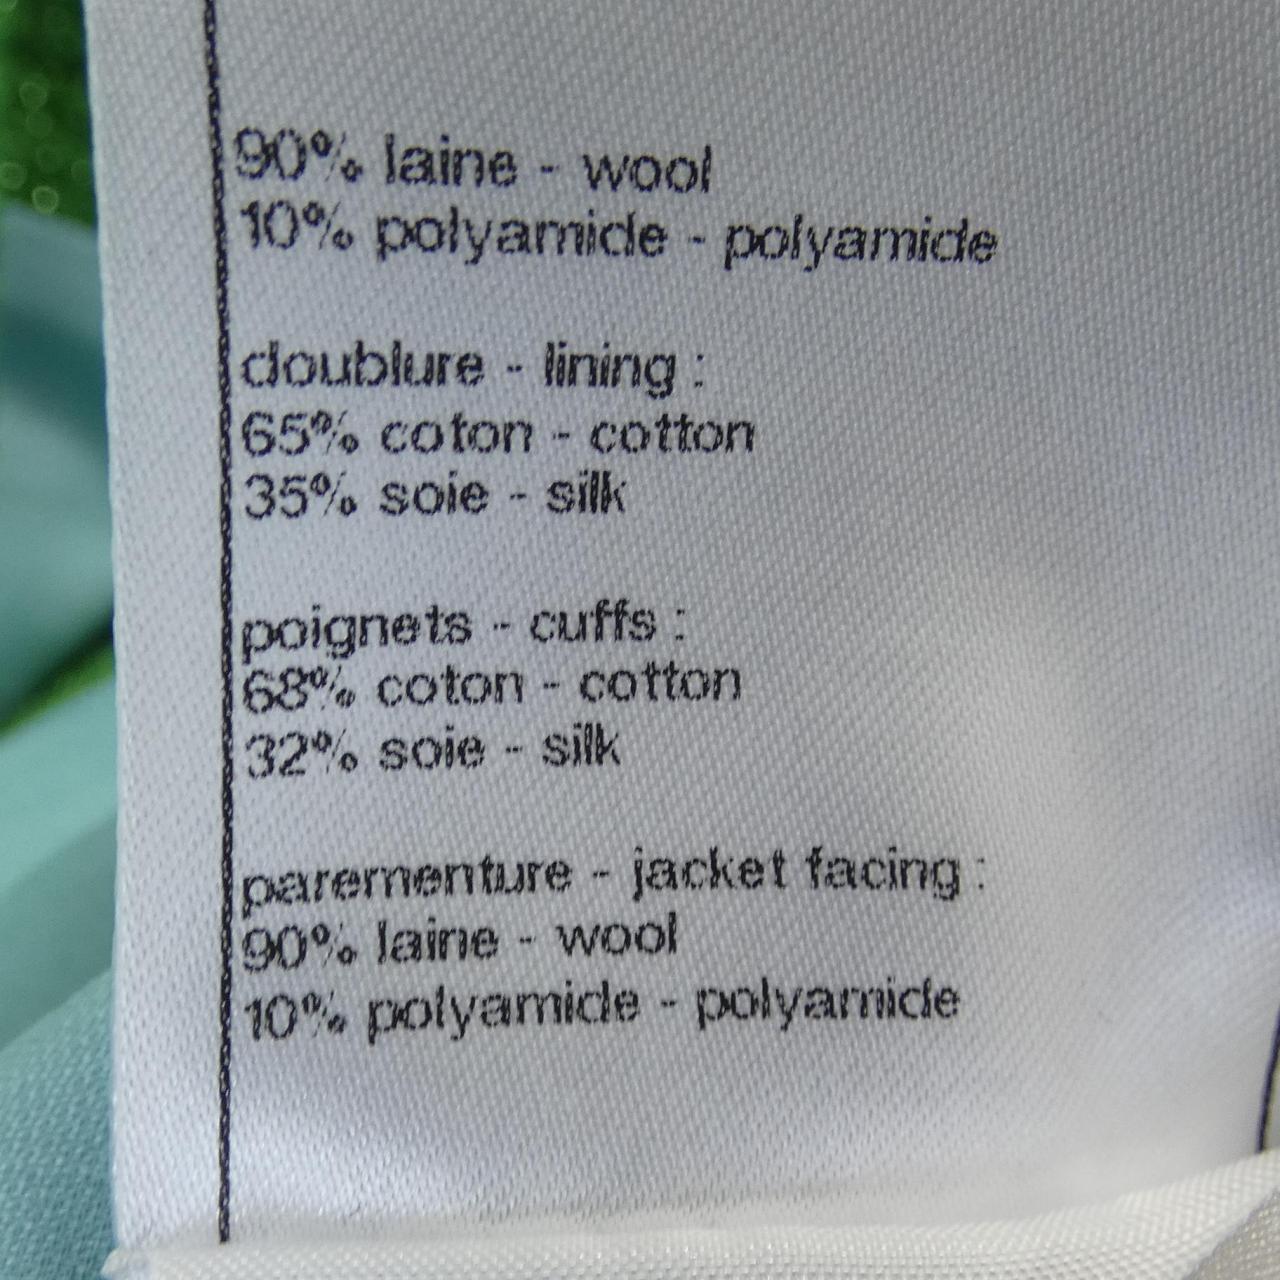 90% laine - wool
10% polyamide - polyamide
doublure - lining :
65% coton - cotton
35% soie - silk
poignets - cuffs :
68% coton - cotton
32% soie - silk
parementure - jacket facing :
90% laine - wool
10% polyamide - polyamide